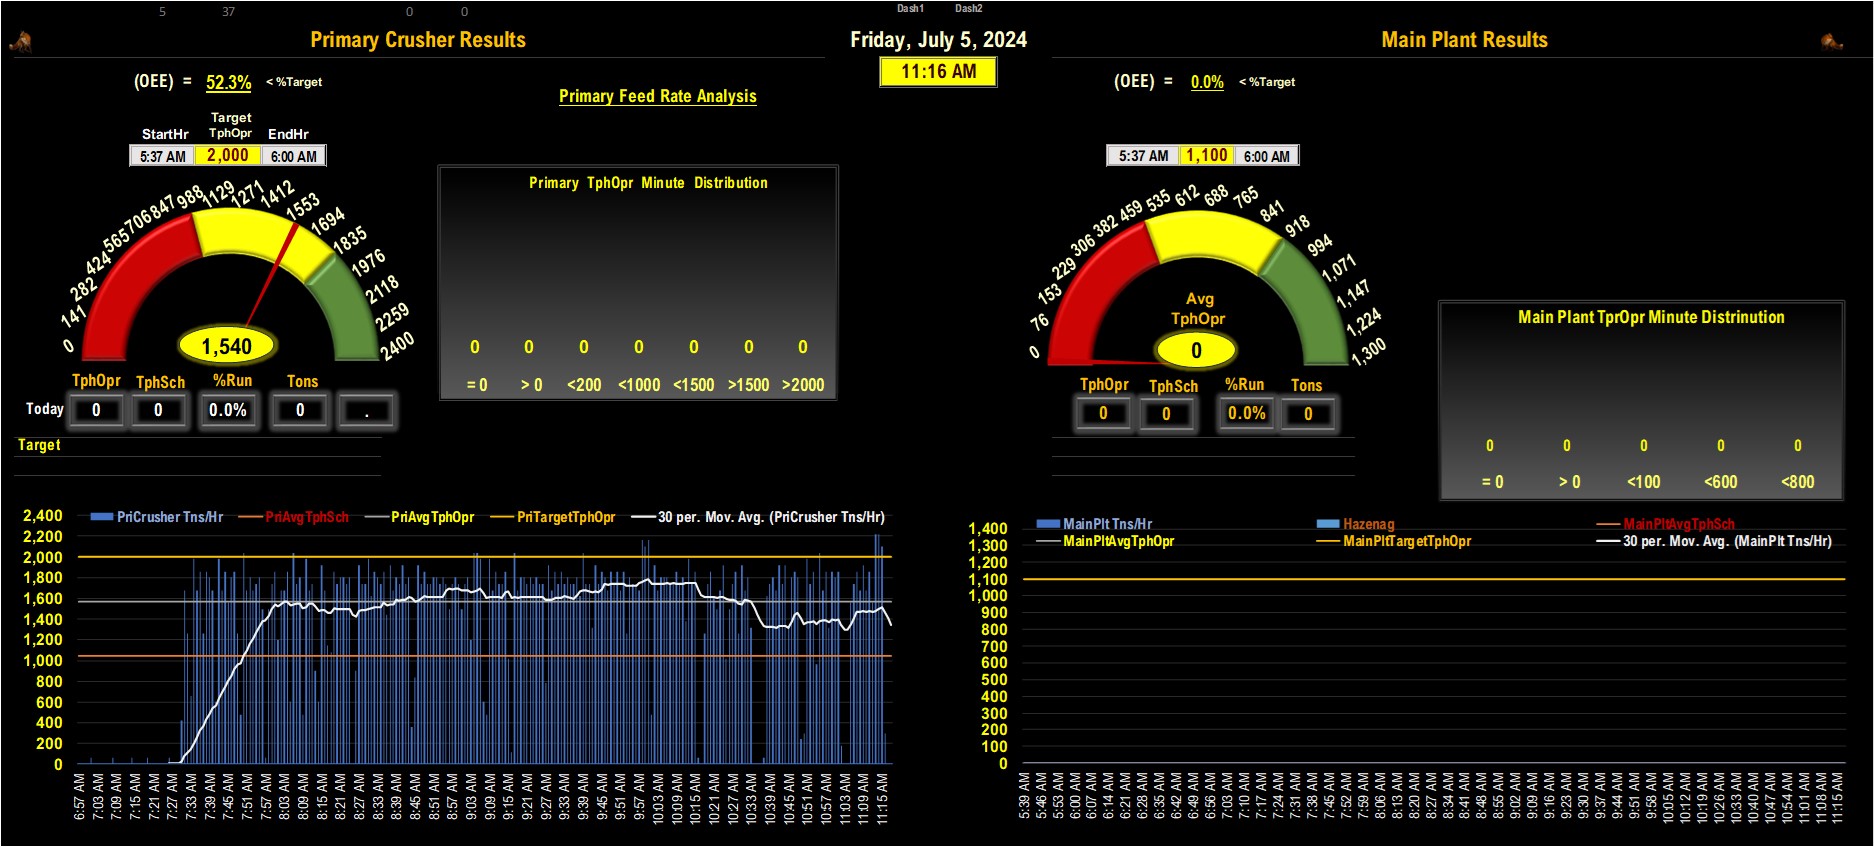 5 37 0 0 Dash1 Dash2
Primary Crusher Results
Friday, July 5, 2024
Main Plant Results
11:16 AM
(OEE) = 52.3% < %Target
Primary Feed Rate Analysis
StartHr Target TphOpr EndHr
5:37 AM 2,000 6:00 AM
0 141 282 424 565 706 847 988 1129 1271 1412 1553 1694 1835 1976 2118 2259 2400
1,540
TphOpr TphSch %Run Tons
Today 0 0 0.0% 0 .
Target
Primary TphOpr Minute Distribution
0 0 0 0 0 0 0
= 0 > 0 <200 <1000 <1500 >1500 >2000
(OEE) = 0.0% < %Target
5:37 AM 1,100 6:00 AM
0 76 153 229 306 382 459 535 612 688 765 841 918 994 1,071 1,147 1,224 1,300
Avg
TphOpr
0
TphOpr TphSch %Run Tons
0 0 0.0% 0
Main Plant TprOpr Minute Distrinution
0 0 0 0 0
= 0 > 0 <100 <600 <800
PriCrusher Tns/Hr PriAvgTphSch PriAvgTphOpr PriTargetTphOpr 30 per. Mov. Avg. (PriCrusher Tns/Hr)
2,400
2,200
2,000
1,800
1,600
1,400
1,200
1,000
800
600
400
200
0
6:57 AM 7:03 AM 7:09 AM 7:15 AM 7:21 AM 7:27 AM 7:33 AM 7:39 AM 7:45 AM 7:51 AM 7:57 AM 8:03 AM 8:09 AM 8:15 AM 8:21 AM 8:27 AM 8:33 AM 8:39 AM 8:45 AM 8:51 AM 8:57 AM 9:03 AM 9:09 AM 9:15 AM 9:21 AM 9:27 AM 9:33 AM 9:39 AM 9:45 AM 9:51 AM 9:57 AM 10:03 AM 10:09 AM 10:15 AM 10:21 AM 10:27 AM 10:33 AM 10:39 AM 10:45 AM 10:51 AM 10:57 AM 11:03 AM 11:09 AM 11:15 AM
MainPlt Tns/Hr Hazenag MainPltAvgTphSch
MainPltAvgTphOpr MainPltTargetTphOpr 30 per. Mov. Avg. (MainPlt Tns/Hr)
1,400
1,300
1,200
1,100
1,000
900
800
700
600
500
400
300
200
100
0
5:39 AM 5:46 AM 5:53 AM 6:00 AM 6:07 AM 6:14 AM 6:21 AM 6:28 AM 6:35 AM 6:42 AM 6:49 AM 6:56 AM 7:03 AM 7:10 AM 7:17 AM 7:24 AM 7:31 AM 7:38 AM 7:45 AM 7:52 AM 7:59 AM 8:06 AM 8:13 AM 8:20 AM 8:27 AM 8:34 AM 8:41 AM 8:48 AM 8:55 AM 9:02 AM 9:09 AM 9:16 AM 9:23 AM 9:30 AM 9:37 AM 9:44 AM 9:51 AM 9:58 AM 10:05 AM 10:12 AM 10:19 AM 10:26 AM 10:33 AM 10:40 AM 10:47 AM 10:54 AM 11:01 AM 11:08 AM 11:15 AM